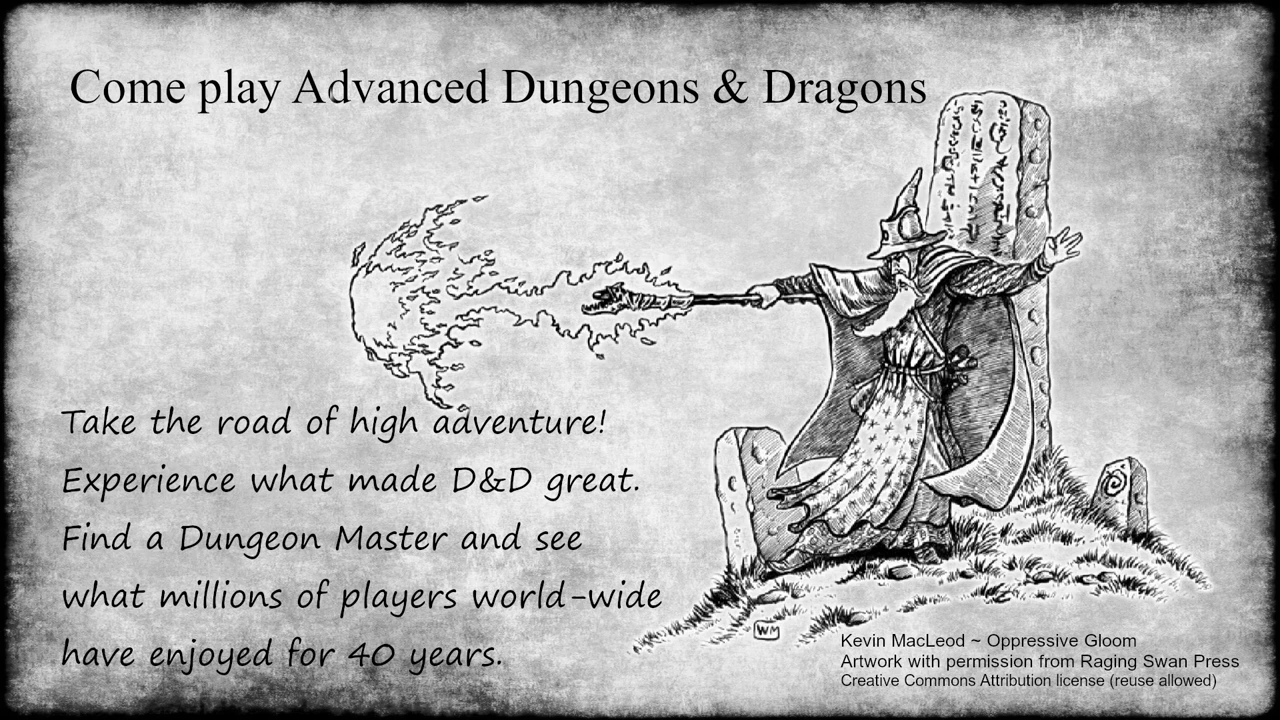 Come play Advanced Dungeons & Dragons
Take the road of high adventure!
Experience what made D&D great.
Find a Dungeon Master and see
what millions of players world-wide
have enjoyed for 40 years.
WM
Kevin MacLeod ~ Oppressive Gloom
Artwork with permission from Raging Swan Press
Creative Commons Attribution license (reuse allowed)